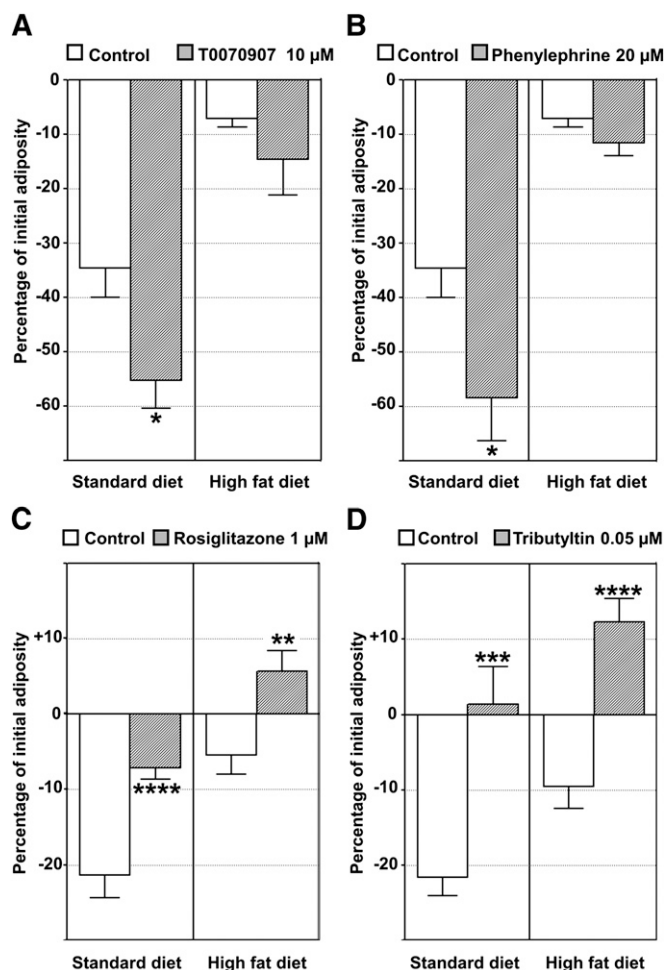 A
Control T0070907 10 µM
Percentage of initial adiposity
0
-10
-20
-30
-40
-50
-60
*
Standard diet High fat diet
B
Control Phenylephrine 20 µM
Percentage of initial adiposity
0
-10
-20
-30
-40
-50
-60
*
Standard diet High fat diet
C
Control Rosiglitazone 1 µM
Percentage of initial adiposity
+10
0
-10
-20
****
**
Standard diet High fat diet
D
Control Tributyltin 0.05 µM
Percentage of initial adiposity
+10
0
-10
-20
***
****
Standard diet High fat diet